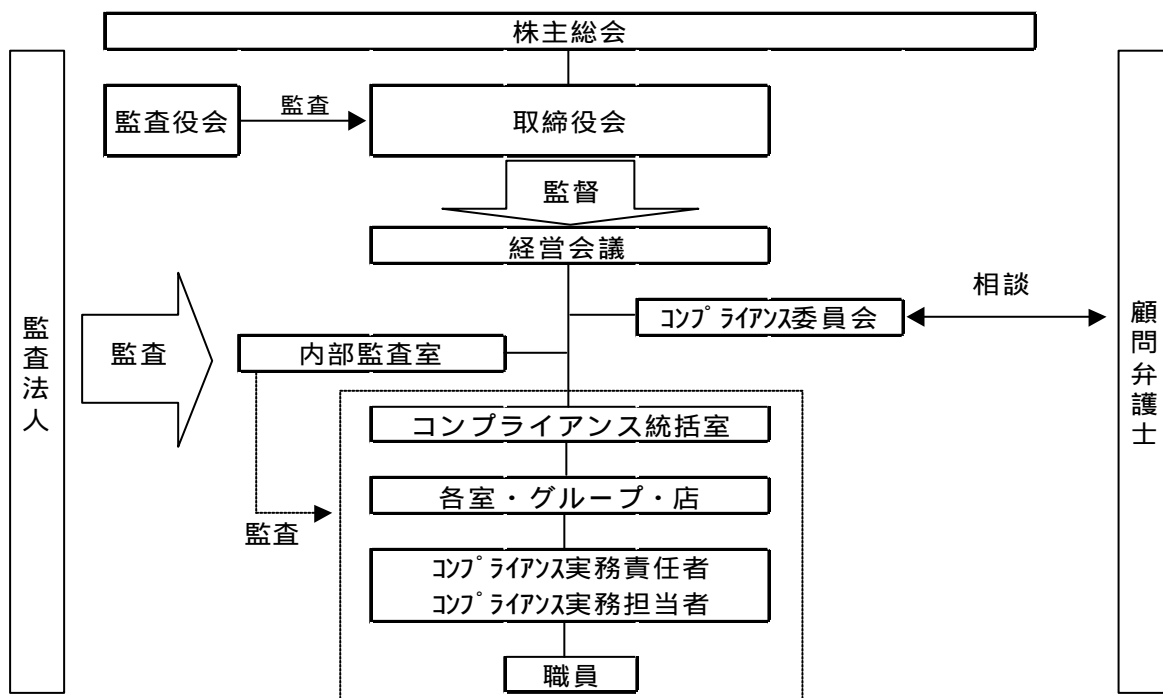 株主総会
監査役会
監査
取締役会
監督
経営会議
相談
コンプライアンス委員会
監査法人
監査
内部監査室
顧問弁護士
コンプライアンス統括室
各室・グループ・店
監査
コンプライアンス実務責任者
コンプライアンス実務担当者
職員